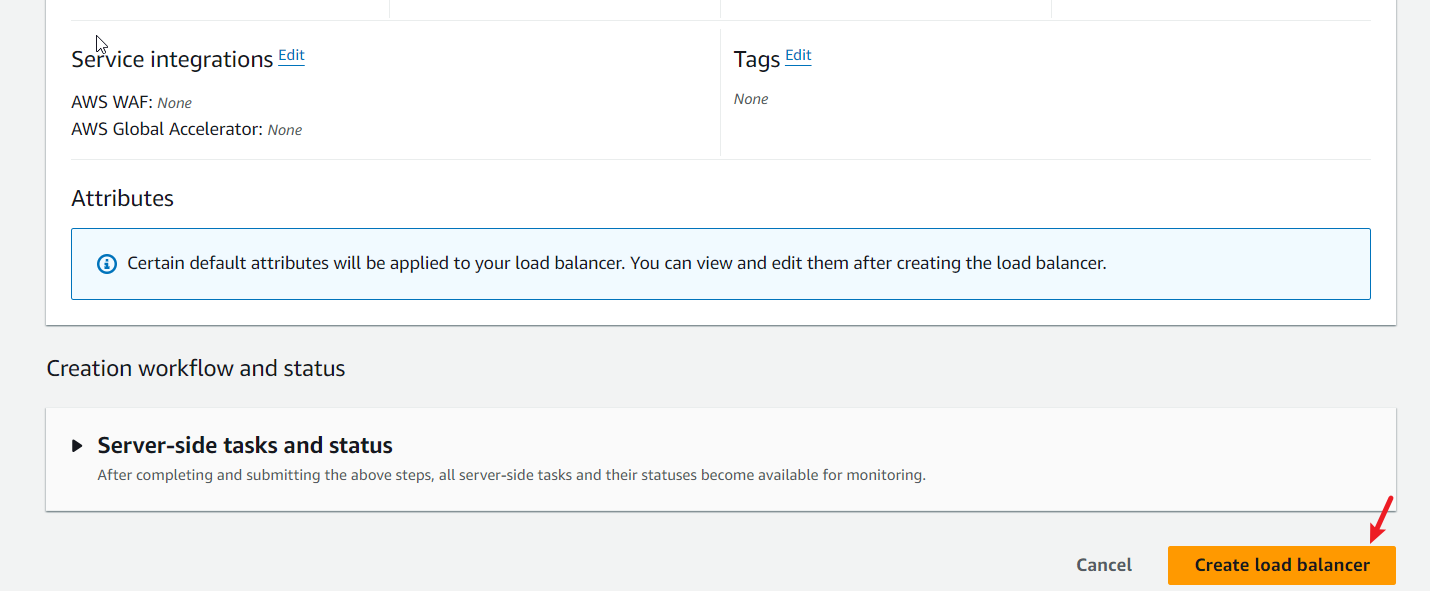 Service integrations Edit
Tags Edit
AWS WAF: None
None
AWS Global Accelerator: None
Attributes
Certain default attributes will be applied to your load balancer. You can view and edit them after creating the load balancer.
Creation workflow and status
Server-side tasks and status
After completing and submitting the above steps, all server-side tasks and their statuses become available for monitoring.
Cancel
Create load balancer